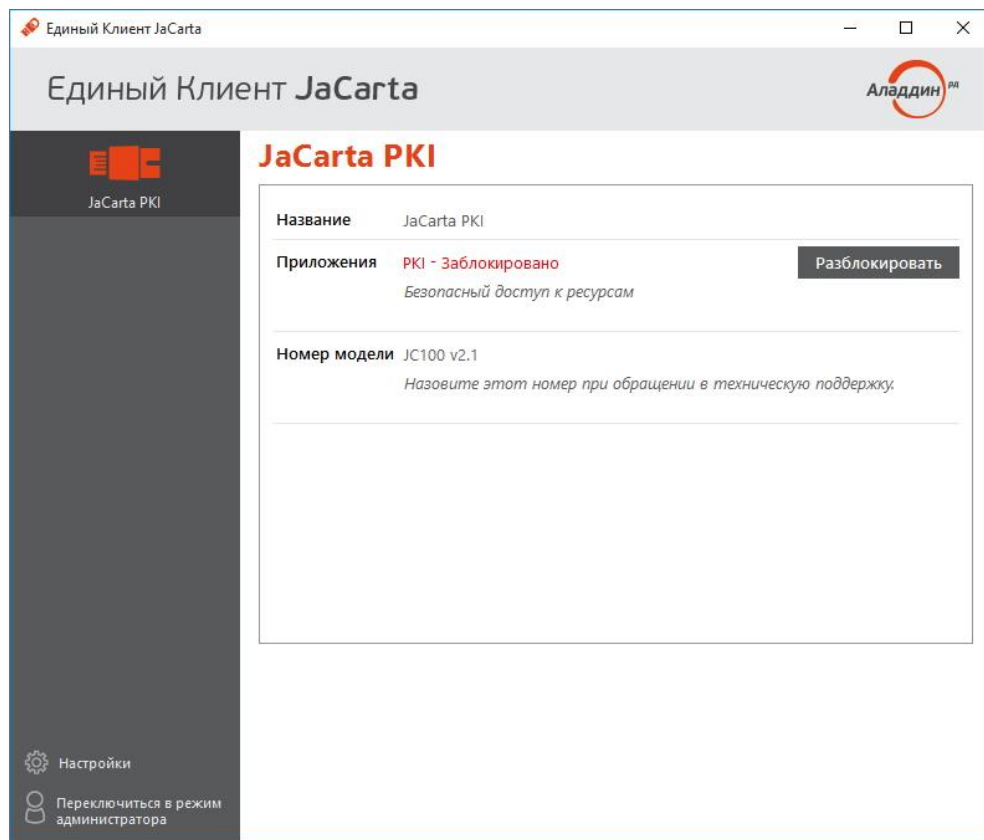 Единый Клиент JaCarta
Единый Клиент JaCarta
Аладдин РД
JaCarta PKI
JaCarta PKI
Название JaCarta PKI
Приложения PKI - Заблокировано Разблокировать
Безопасный доступ к ресурсам
Номер модели JC100 v2.1
Назовите этот номер при обращении в техническую поддержку.
Настройки
Переключиться в режим
администратора